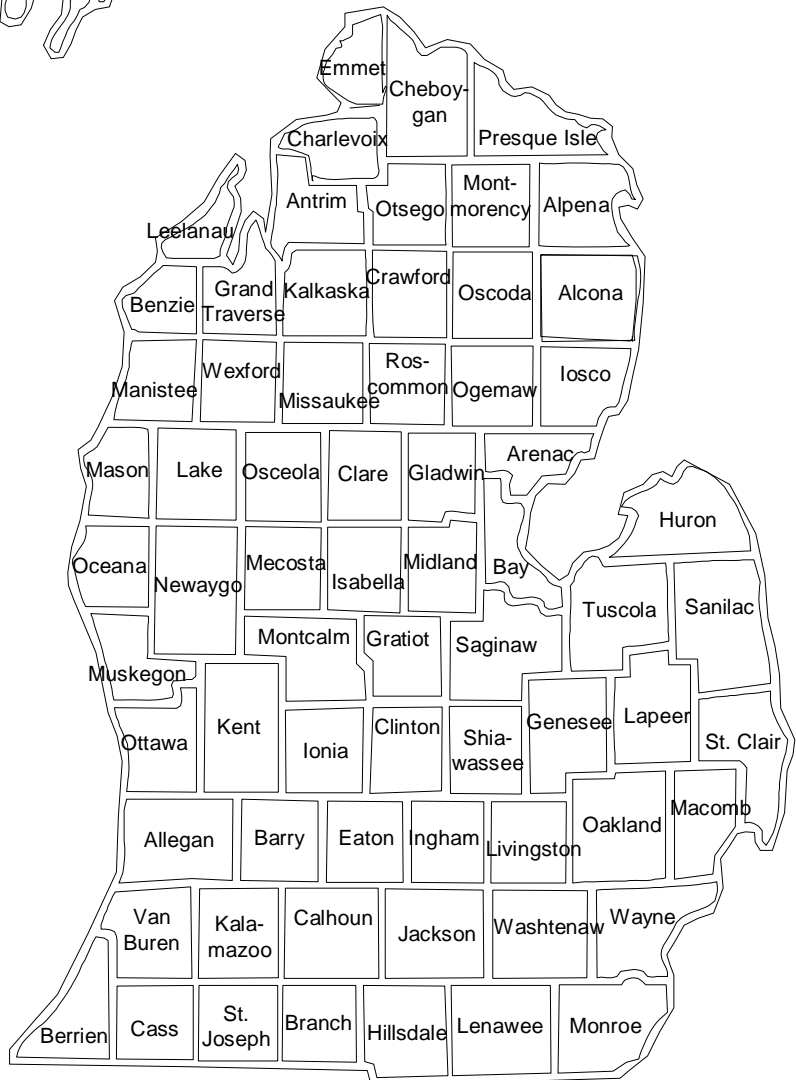 Emmet
Cheboy-
gan
Charlevoix
Presque Isle
Antrim
Otsego
Mont-
morency
Alpena
Leelanau
Benzie
Grand
Traverse
Kalkaska
Crawford
Oscoda
Alcona
Manistee
Wexford
Missaukee
Ros-
common
Ogemaw
Iosco
Mason
Lake
Osceola
Clare
Gladwin
Arenac
Huron
Oceana
Newaygo
Mecosta
Isabella
Midland
Bay
Tuscola
Sanilac
Muskegon
Montcalm
Gratiot
Saginaw
Ottawa
Kent
Ionia
Clinton
Shia-
wassee
Genesee
Lapeer
St. Clair
Allegan
Barry
Eaton
Ingham
Livingston
Oakland
Macomb
Van
Buren
Kala-
mazoo
Calhoun
Jackson
Washtenaw
Wayne
Berrien
Cass
St.
Joseph
Branch
Hillsdale
Lenawee
Monroe